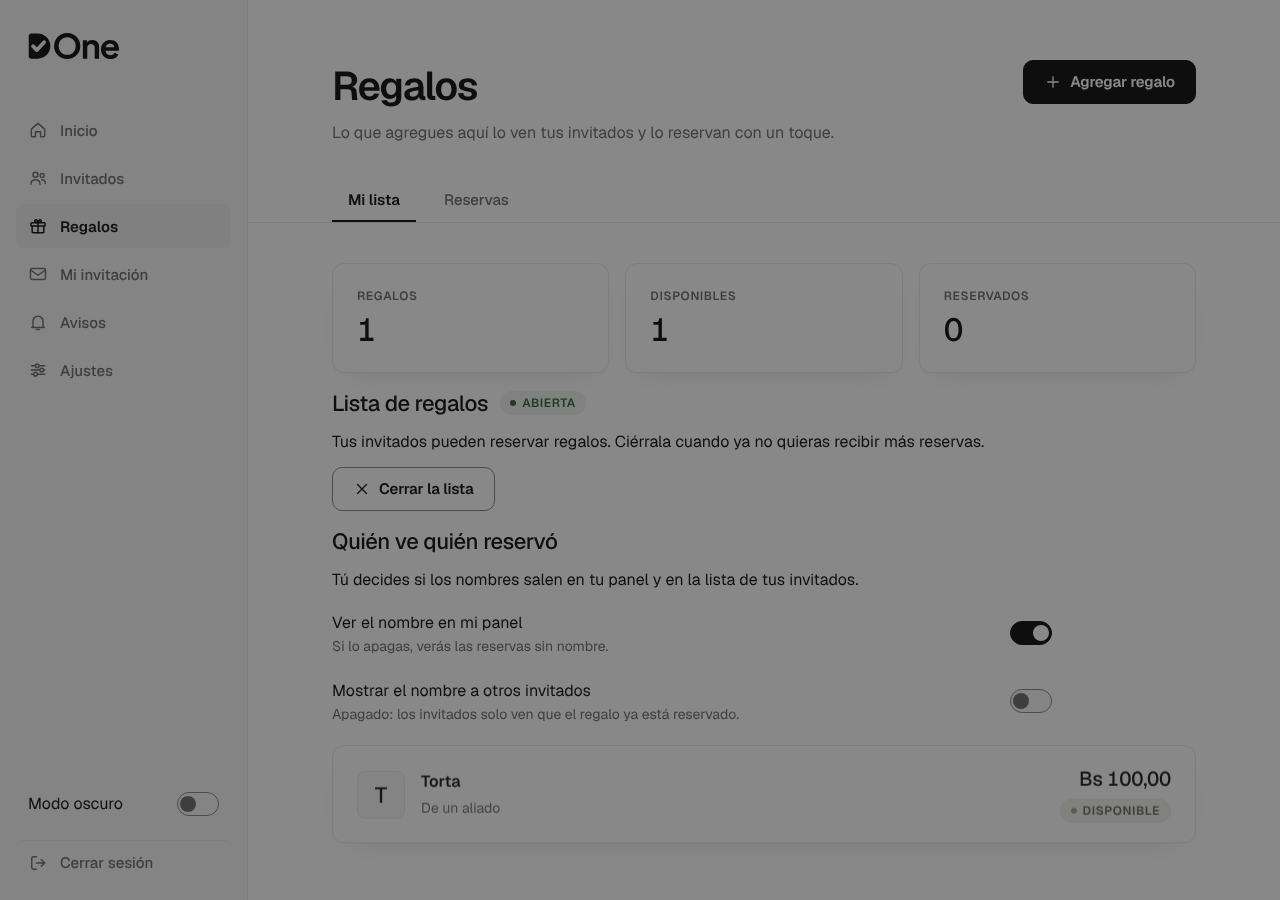 DOne
Inicio
Invitados
Regalos
Mi invitación
Avisos
Ajustes
Modo oscuro
Cerrar sesión
Regalos
Agregar regalo
Lo que agregues aquí lo ven tus invitados y lo reservan con un toque.
Mi lista
Reservas
REGALOS
1
DISPONIBLES
1
RESERVADOS
0
Lista de regalos
ABIERTA
Tus invitados pueden reservar regalos. Ciérrala cuando ya no quieras recibir más reservas.
Cerrar la lista
Quién ve quién reservó
Tú decides si los nombres salen en tu panel y en la lista de tus invitados.
Ver el nombre en mi panel
Si lo apagas, verás las reservas sin nombre.
Mostrar el nombre a otros invitados
Apagado: los invitados solo ven que el regalo ya está reservado.
T
Torta
De un aliado
Bs 100,00
DISPONIBLE